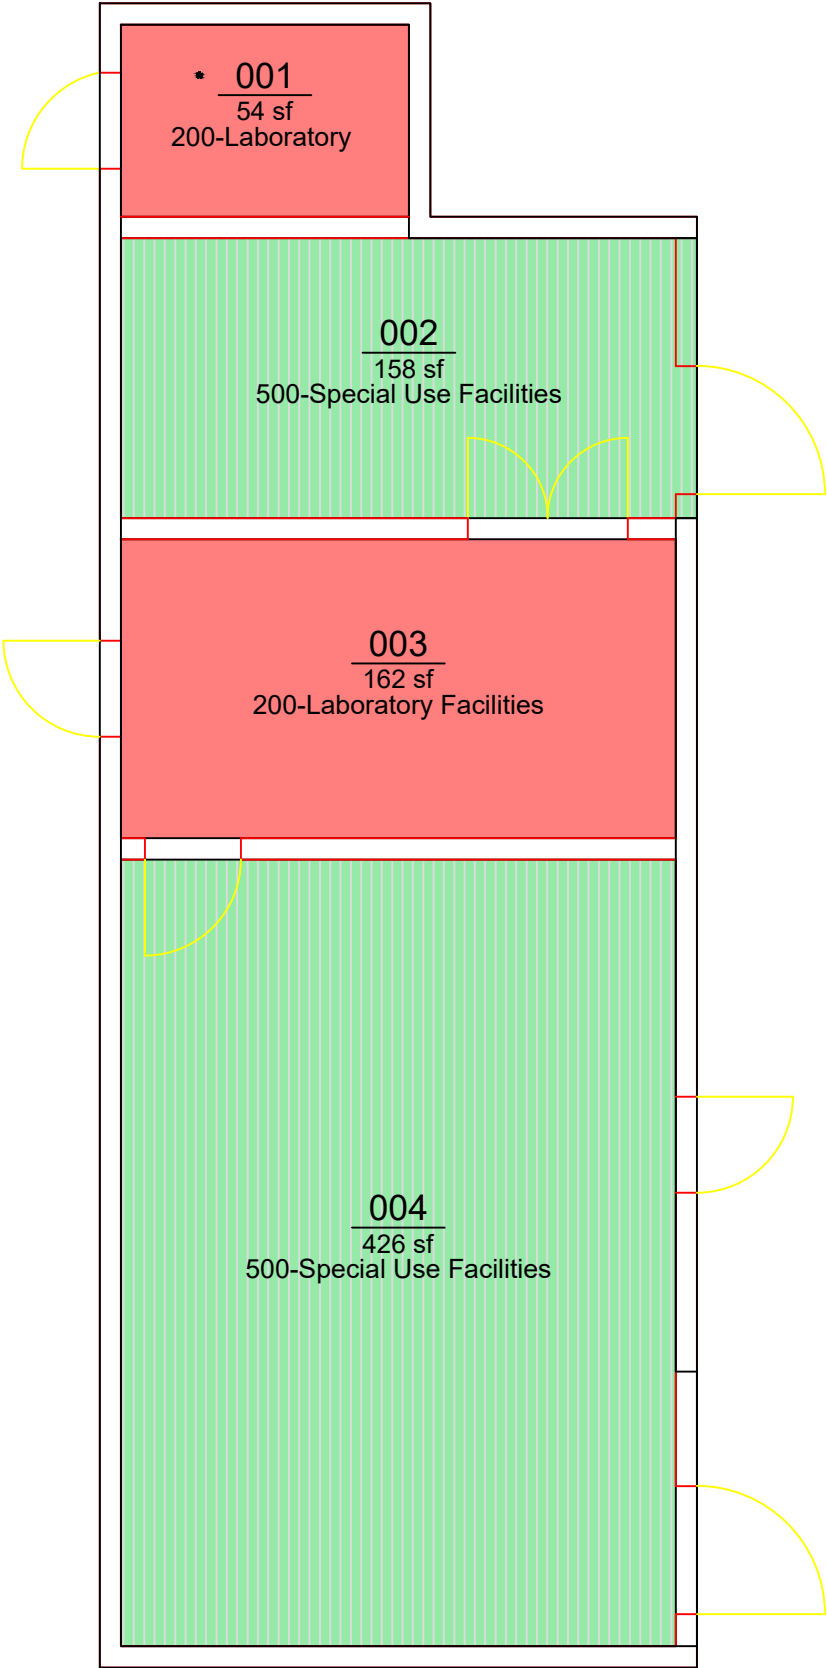 001
54 sf
200-Laboratory
002
158 sf
500-Special Use Facilities
003
162 sf
200-Laboratory Facilities
004
426 sf
500-Special Use Facilities